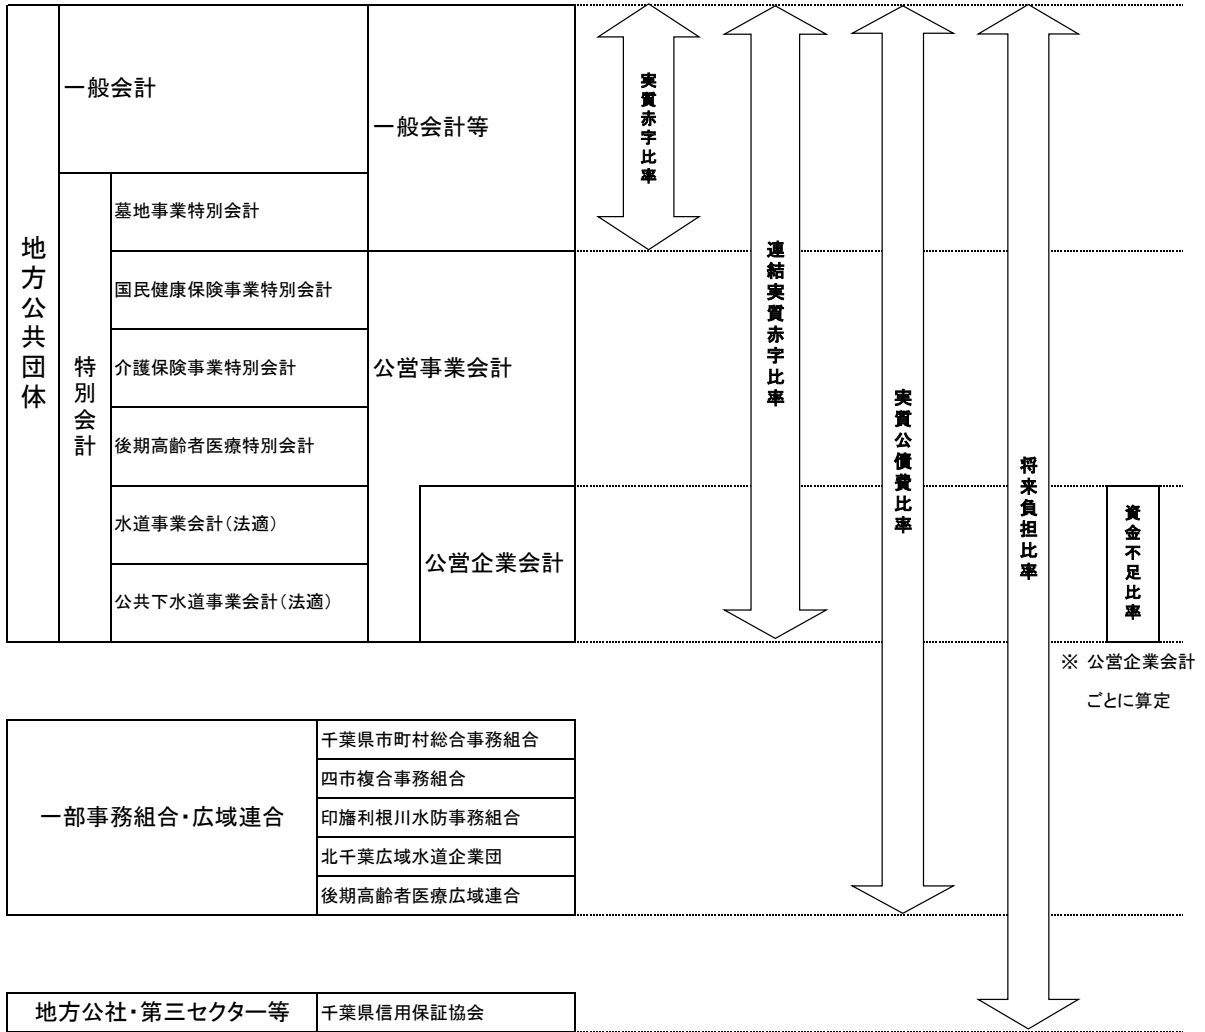 地方公共団体
一般会計
一般会計等
特別会計
墓地事業特別会計
国民健康保険事業特別会計
介護保険事業特別会計
後期高齢者医療特別会計
水道事業会計(法適)
公共下水道事業会計(法適)
公営事業会計
公営企業会計
実質赤字比率
連結実質赤字比率
実質公債費比率
将来負担比率
資金不足比率
※ 公営企業会計
ごとに算定
一部事務組合・広域連合
千葉県市町村総合事務組合
四市複合事務組合
印旛利根川水防事務組合
北千葉広域水道企業団
後期高齢者医療広域連合
地方公社・第三セクター等
千葉県信用保証協会